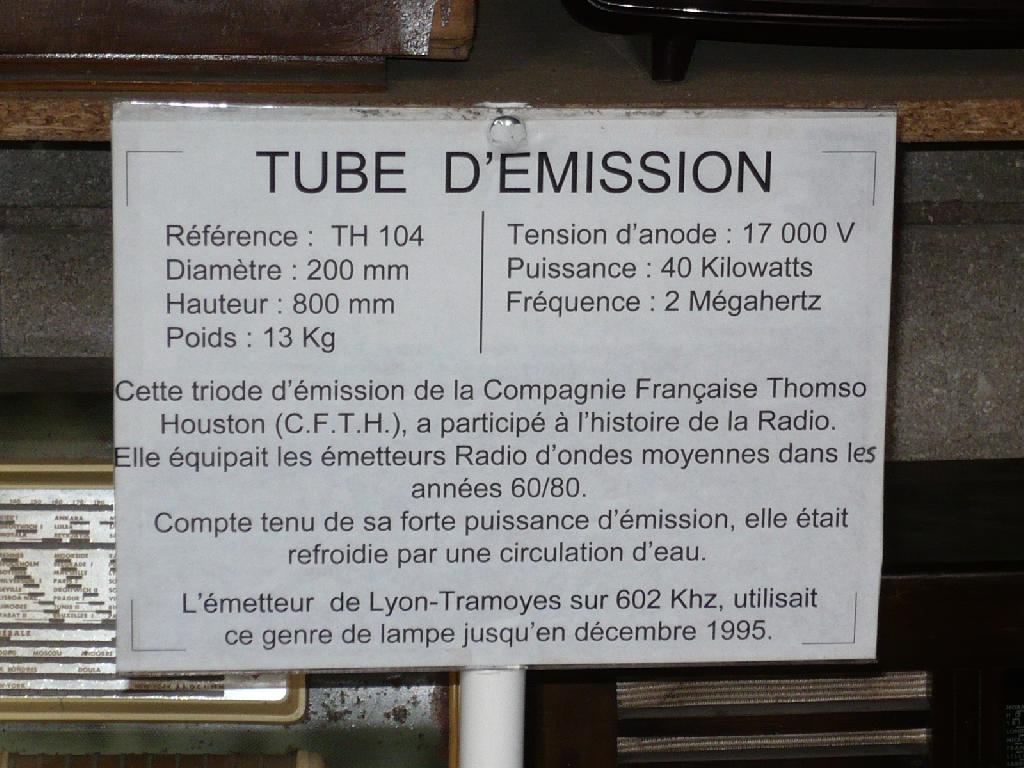 TUBE D'EMISSION
Référence : TH 104
Diamètre : 200 mm
Hauteur : 800 mm
Poids : 13 Kg
Tension d'anode : 17 000 V
Puissance : 40 Kilowatts
Fréquence : 2 Mégahertz
Cette triode d'émission de la Compagnie Française Thomso
Houston (C.F.T.H.), a participé à l'histoire de la Radio.
Elle équipait les émetteurs Radio d'ondes moyennes dans les
années 60/80.
Compte tenu de sa forte puissance d'émission, elle était
refroidie par une circulation d'eau.
L'émetteur de Lyon-Tramoyes sur 602 Khz, utilisait
ce genre de lampe jusqu'en décembre 1995.